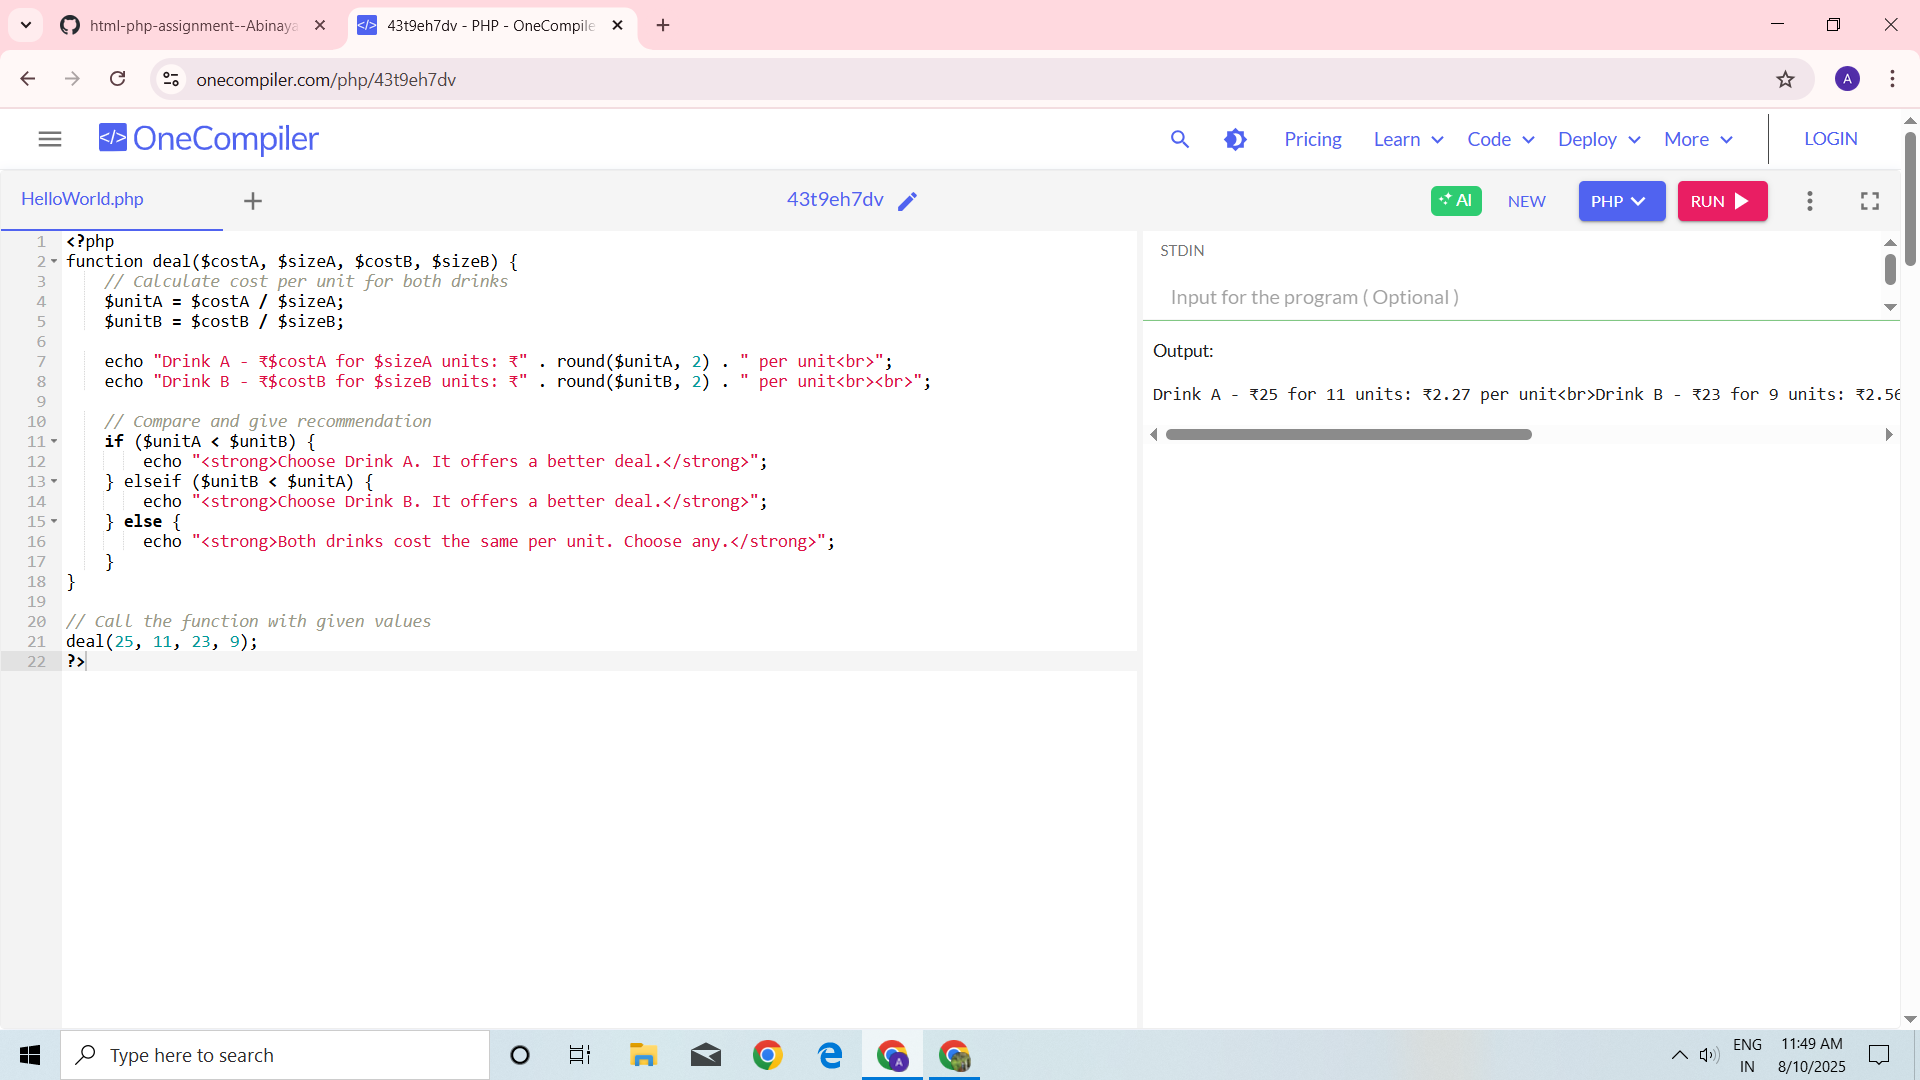 html-php-assignment--Abinaya
43t9eh7dv - PHP - OneCompile
onecompiler.com/php/43t9eh7dv
A
</> OneCompiler
Pricing
Learn
Code
Deploy
More
LOGIN
HelloWorld.php
43t9eh7dv
AI
NEW
PHP
RUN
1 <?php
2 function deal($costA, $sizeA, $costB, $sizeB) {
3 // Calculate cost per unit for both drinks
4 $unitA = $costA / $sizeA;
5 $unitB = $costB / $sizeB;
6
7 echo "Drink A - ₹$costA for $sizeA units: ₹" . round($unitA, 2) . " per unit<br>";
8 echo "Drink B - ₹$costB for $sizeB units: ₹" . round($unitB, 2) . " per unit<br><br>";
9
10 // Compare and give recommendation
11 if ($unitA < $unitB) {
12 echo "<strong>Choose Drink A. It offers a better deal.</strong>";
13 } elseif ($unitB < $unitA) {
14 echo "<strong>Choose Drink B. It offers a better deal.</strong>";
15 } else {
16 echo "<strong>Both drinks cost the same per unit. Choose any.</strong>";
17 }
18 }
19
20 // Call the function with given values
21 deal(25, 11, 23, 9);
22 ?>
STDIN
Input for the program ( Optional )
Output:
Drink A - ₹25 for 11 units: ₹2.27 per unit<br>Drink B - ₹23 for 9 units: ₹2.56
Type here to search
ENG
IN
11:49 AM
8/10/2025